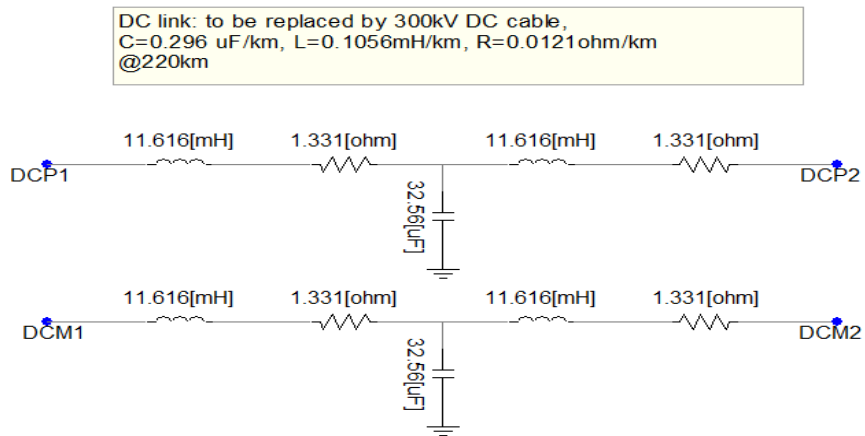 DC link: to be replaced by 300kV DC cable,
C=0.296 uF/km, L=0.1056mH/km, R=0.0121ohm/km
@220km
11.616[mH] 1.331[ohm] 11.616[mH] 1.331[ohm]
DCP1 DCP2
32.56[uF]
11.616[mH] 1.331[ohm] 11.616[mH] 1.331[ohm]
DCM1 DCM2
32.56[uF]